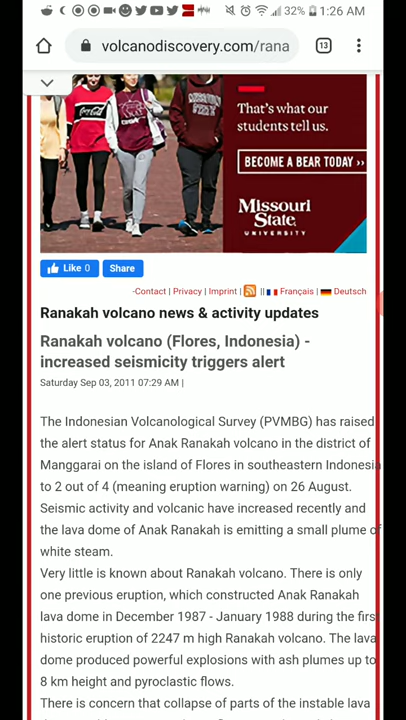 32% 1:26 AM
volcanodiscovery.com/rana
13
Coca-Cola
That's what our
students tell us.
BECOME A BEAR TODAY ››
Missouri
State
UNIVERSITY
Like 0 Share
-Contact | Privacy | Imprint | || Français | Deutsch
Ranakah volcano news & activity updates
Ranakah volcano (Flores, Indonesia) -
increased seismicity triggers alert
Saturday Sep 03, 2011 07:29 AM |
The Indonesian Volcanological Survey (PVMBG) has raised
the alert status for Anak Ranakah volcano in the district of
Manggarai on the island of Flores in southeastern Indonesia
to 2 out of 4 (meaning eruption warning) on 26 August.
Seismic activity and volcanic have increased recently and
the lava dome of Anak Ranakah is emitting a small plume of
white steam.
Very little is known about Ranakah volcano. There is only
one previous eruption, which constructed Anak Ranakah
lava dome in December 1987 - January 1988 during the firs
historic eruption of 2247 m high Ranakah volcano. The lava
dome produced powerful explosions with ash plumes up to
8 km height and pyroclastic flows.
There is concern that collapse of parts of the instable lava